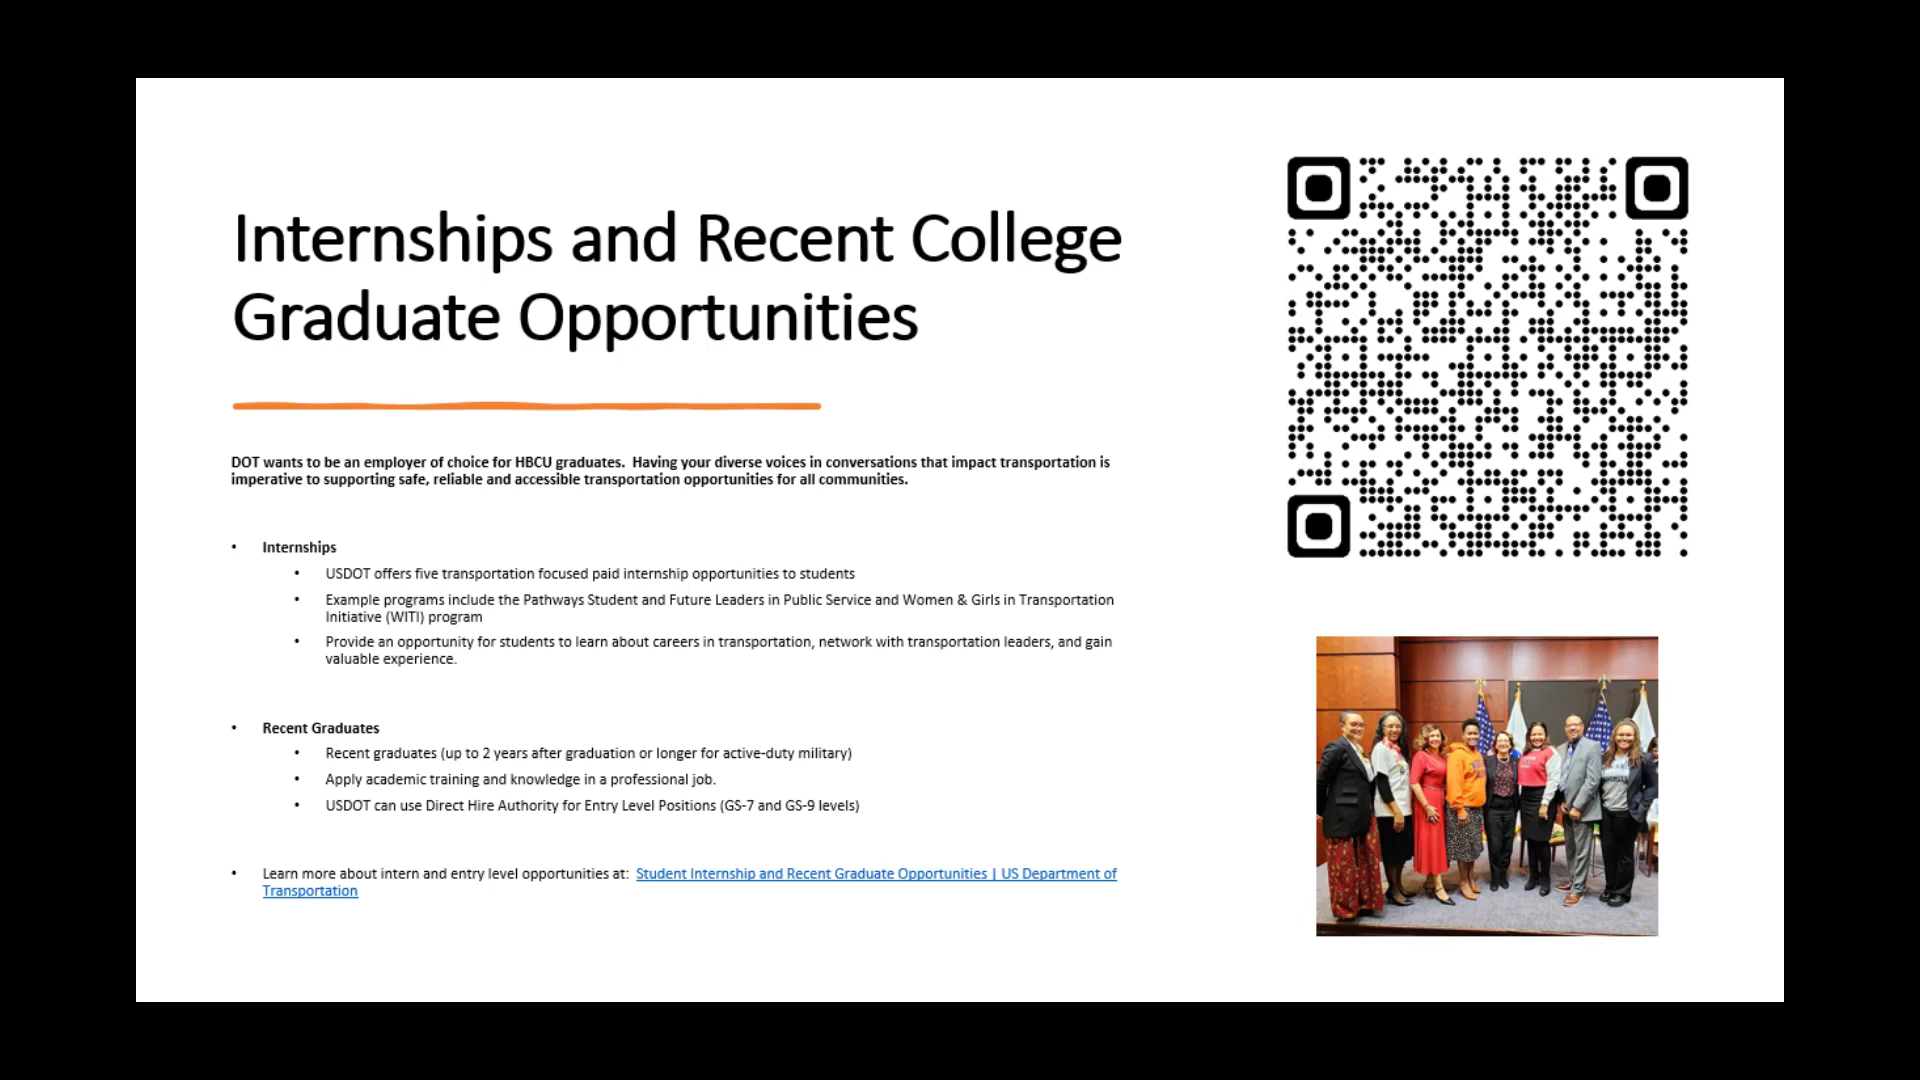 Internships and Recent College
Graduate Opportunities
DOT wants to be an employer of choice for HBCU graduates.  Having your diverse voices in conversations that impact transportation is
imperative to supporting safe, reliable and accessible transportation opportunities for all communities.
• Internships
• USDOT offers five transportation focused paid internship opportunities to students
• Example programs include the Pathways Student and Future Leaders in Public Service and Women & Girls in Transportation
Initiative (WITI) program
• Provide an opportunity for students to learn about careers in transportation, network with transportation leaders, and gain
valuable experience.
• Recent Graduates
• Recent graduates (up to 2 years after graduation or longer for active-duty military)
• Apply academic training and knowledge in a professional job.
• USDOT can use Direct Hire Authority for Entry Level Positions (GS-7 and GS-9 levels)
• Learn more about intern and entry level opportunities at:  Student Internship and Recent Graduate Opportunities | US Department of
Transportation